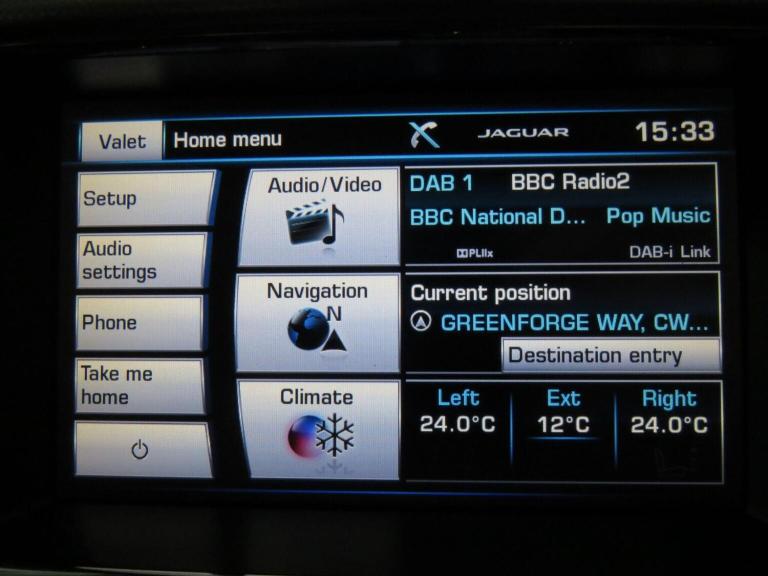 Valet
Home menu
JAGUAR
15:33
Setup
Audio
settings
Phone
Take me
home
Audio/Video
Navigation
N
Climate
DAB 1 BBC Radio2
BBC National D... Pop Music
PLIIx
DAB-i Link
Current position
GREENFORGE WAY, CW...
Destination entry
Left Ext Right
24.0°C 12°C 24.0°C